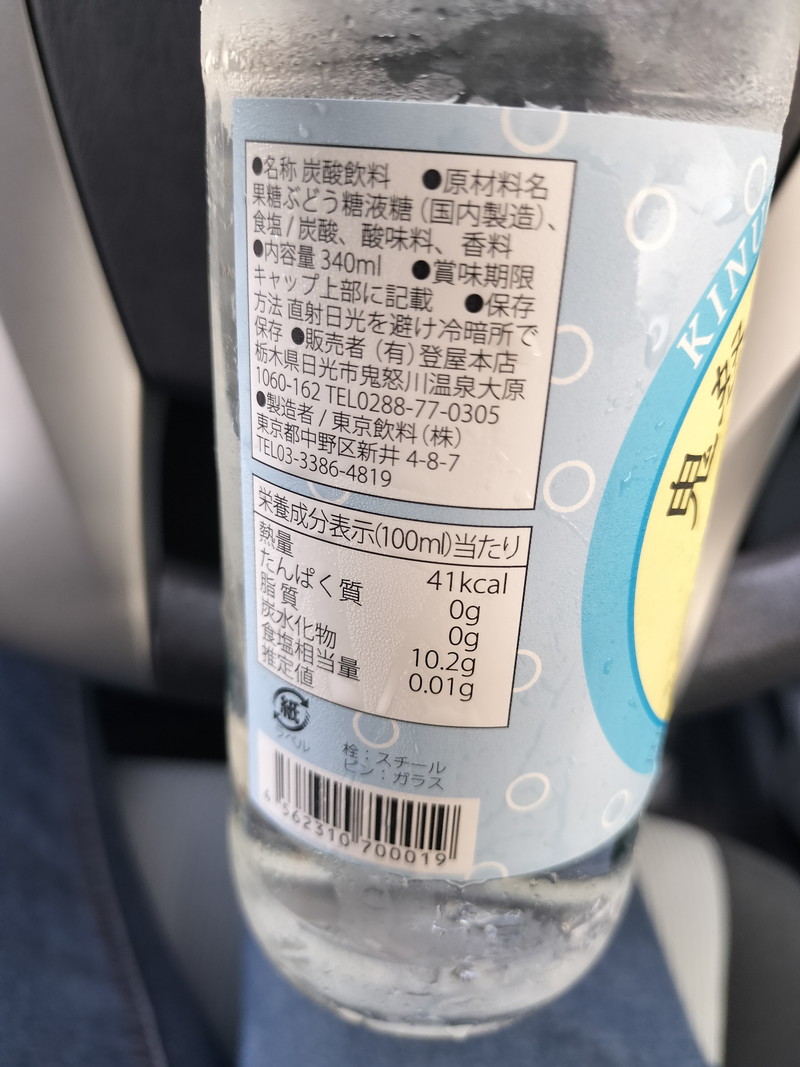 ●名称 炭酸飲料 ●原材料名
果糖ぶどう糖液糖（国内製造）、
食塩 / 炭酸、酸味料、香料
●内容量 340ml ●賞味期限
キャップ上部に記載 ●保存
方法 直射日光を避け冷暗所で
保存 ●販売者（有）登屋本店
栃木県日光市鬼怒川温泉大原
1060-162 TEL0288-77-0305
●製造者 / 東京飲料（株）
東京都中野区新井 4-8-7
TEL03-3386-4819
栄養成分表示(100ml)当たり
熱量 41kcal
たんぱく質 0g
脂質 0g
炭水化物 10.2g
食塩相当量 0.01g
推定値
紙
ラベル
栓：スチール
ビン：ガラス
4 562310 700019
KINU
鬼